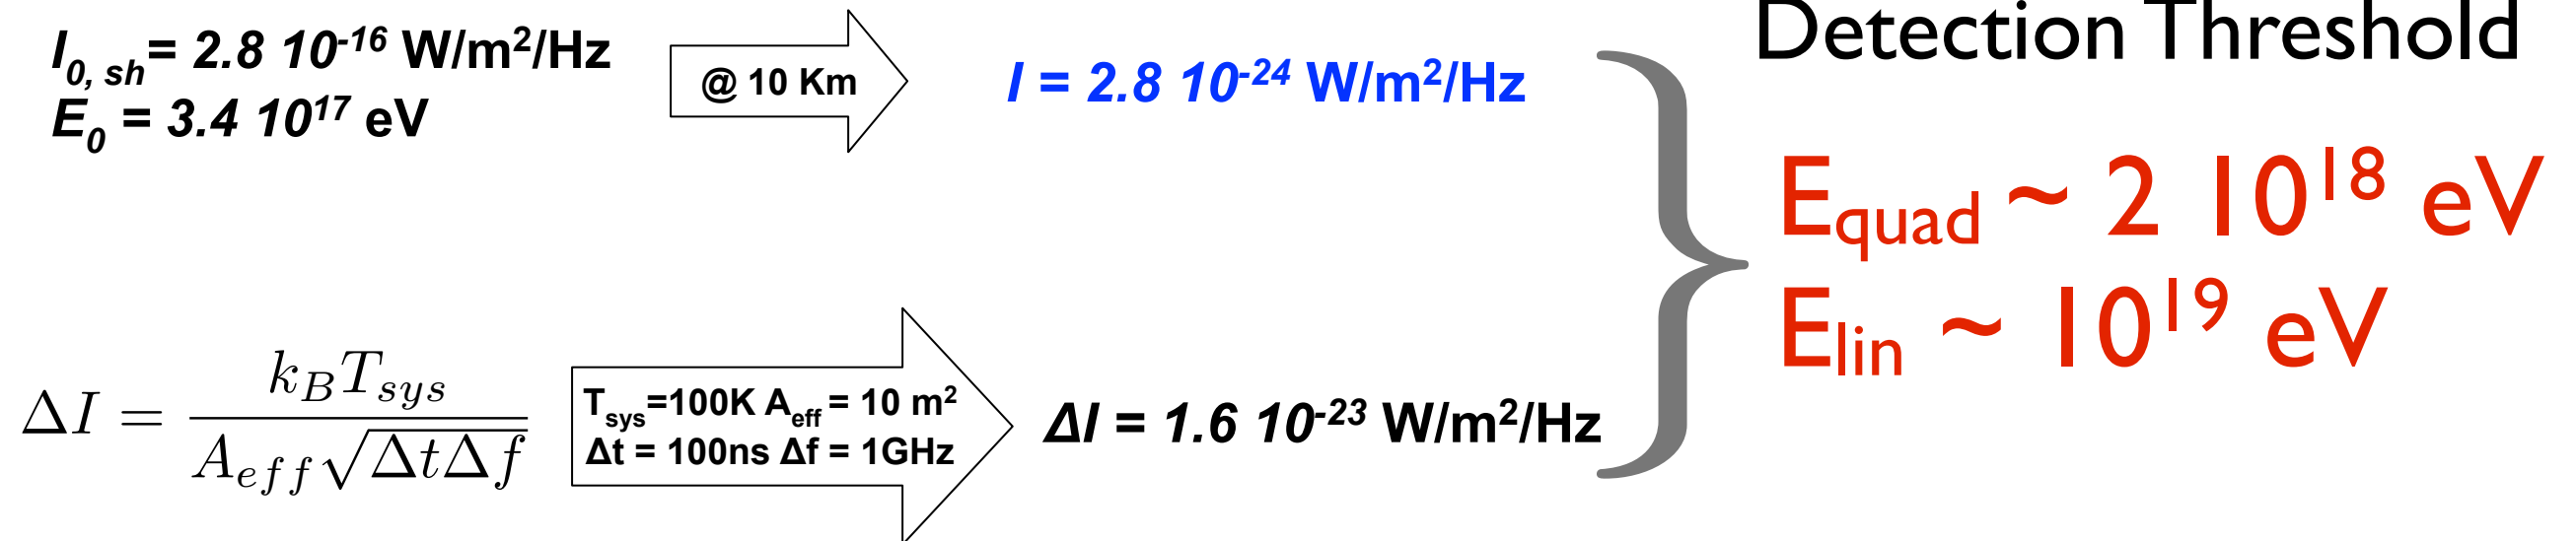 I0, sh= 2.8 10-16 W/m2/Hz
E0 = 3.4 1017 eV
@ 10 Km
I = 2.8 10-24 W/m2/Hz
Detection Threshold
Equad ~ 2 1018 eV
Elin ~ 1019 eV
ΔI = kBTsys / Aeff√ΔtΔf
Tsys=100K Aeff = 10 m2
Δt = 100ns Δf = 1GHz
ΔI = 1.6 10-23 W/m2/Hz